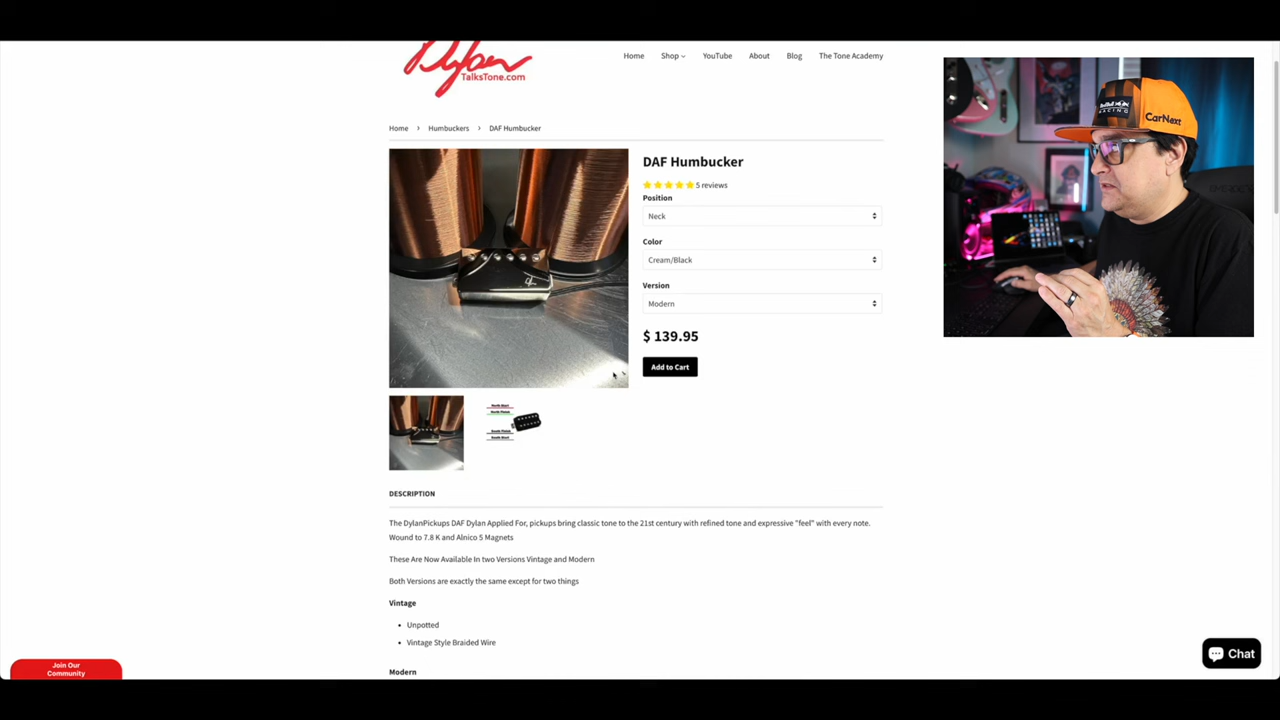 Dylan
TalksTone.com
Home
Shop
YouTube
About
Blog
The Tone Academy
Home › Humbuckers › DAF Humbucker
DAF Humbucker
5 reviews
Position
Neck
Color
Cream/Black
Version
Modern
$ 139.95
Add to Cart
DESCRIPTION
The DylanPickups DAF Dylan Applied For, pickups bring classic tone to the 21st century with refined tone and expressive "feel" with every note.
Wound to 7.8 K and Alnico 5 Magnets
These Are Now Available In two Versions Vintage and Modern
Both Versions are exactly the same except for two things
Vintage
• Unpotted
• Vintage Style Braided Wire
Modern
Join Our
Community
Chat
Red Bull
RACING
CarNext